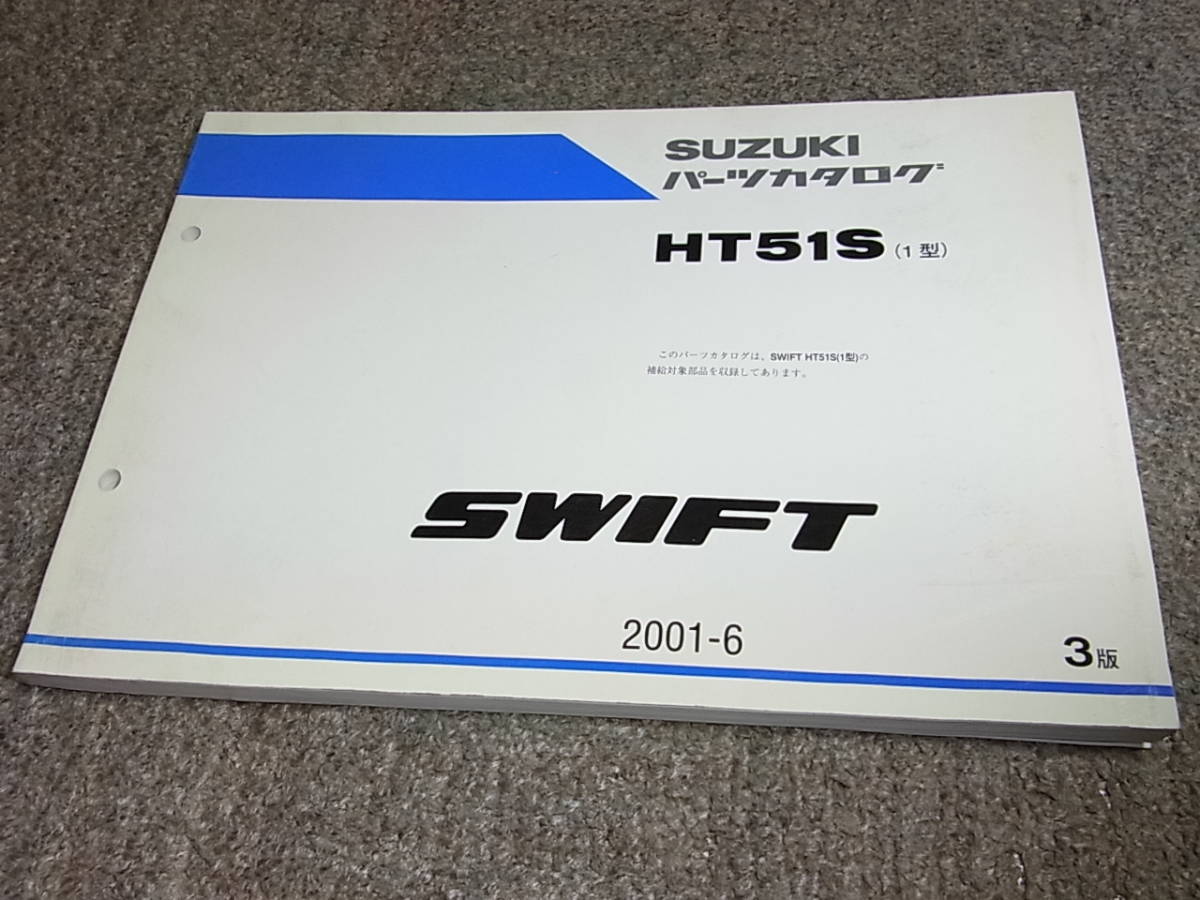 SUZUKI
パーツカタログ
HT51S (1型)
このパーツカタログは、SWIFT HT51S(1型)の
補給対象部品を収録してあります。
SWIFT
2001-6
3版